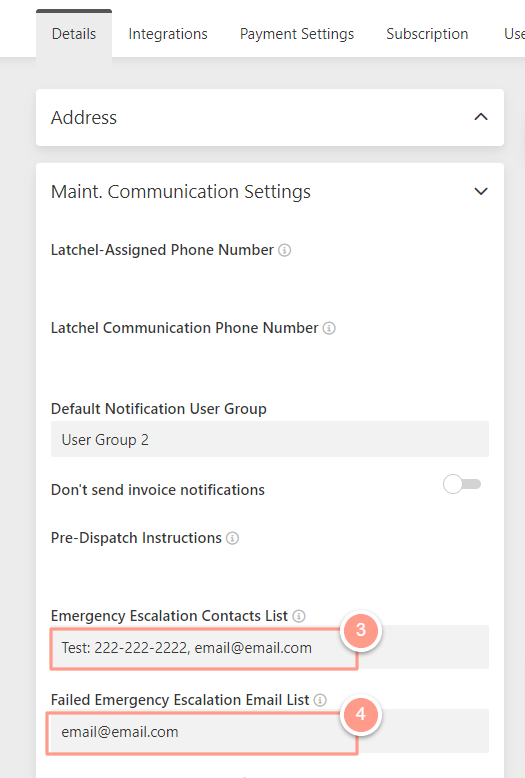 Details Integrations Payment Settings Subscription Use
Address
Maint. Communication Settings
Latchel-Assigned Phone Number
Latchel Communication Phone Number
Default Notification User Group
User Group 2
Don't send invoice notifications
Pre-Dispatch Instructions
Emergency Escalation Contacts List
3
Test: 222-222-2222, email@email.com
Failed Emergency Escalation Email List
4
email@email.com